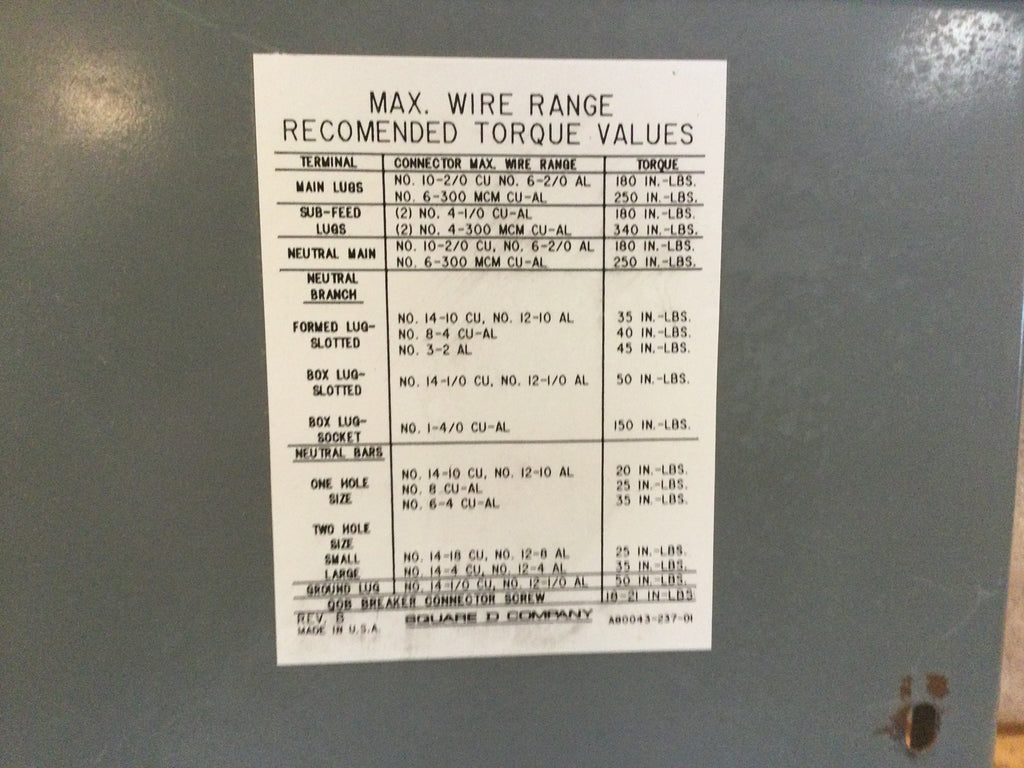 MAX. WIRE RANGE
RECOMENDED TORQUE VALUES
TERMINAL CONNECTOR MAX. WIRE RANGE TORQUE
MAIN LUGS NO. 10-2/0 CU NO. 6-2/0 AL 180 IN.-LBS.
NO. 6-300 MCM CU-AL 250 IN.-LBS.
SUB-FEED (2) NO. 4-1/0 CU-AL 180 IN.-LBS.
LUGS (2) NO. 4-300 MCM CU-AL 340 IN.-LBS.
NEUTRAL MAIN NO. 10-2/0 CU, NO. 6-2/0 AL 180 IN.-LBS.
NO. 6-300 MCM CU-AL 250 IN.-LBS.
NEUTRAL
BRANCH
NO. 14-10 CU, NO. 12-10 AL 35 IN.-LBS.
FORMED LUG- NO. 8-4 CU-AL 40 IN.-LBS.
SLOTTED NO. 3-2 AL 45 IN.-LBS.
BOX LUG-
SLOTTED NO. 14-1/0 CU, NO. 12-1/0 AL 50 IN.-LBS.
BOX LUG-
SOCKET NO. 1-4/0 CU-AL 150 IN.-LBS.
NEUTRAL BARS
NO. 14-10 CU, NO. 12-10 AL 20 IN.-LBS.
ONE HOLE NO. 8 CU-AL 25 IN.-LBS.
SIZE NO. 6-4 CU-AL 35 IN.-LBS.
TWO HOLE
SIZE
SMALL NO. 14-18 CU, NO. 12-8 AL 25 IN.-LBS.
LARGE NO. 14-4 CU, NO. 12-4 AL 35 IN.-LBS.
GROUND LUG NO. 14-1/0 CU, NO. 12-1/0 AL 50 IN.-LBS.
QOB BREAKER CONNECTOR SCREW 18-21 IN-LBS
REV. B SQUARE D COMPANY A80043-237-01
MADE IN U.S.A.